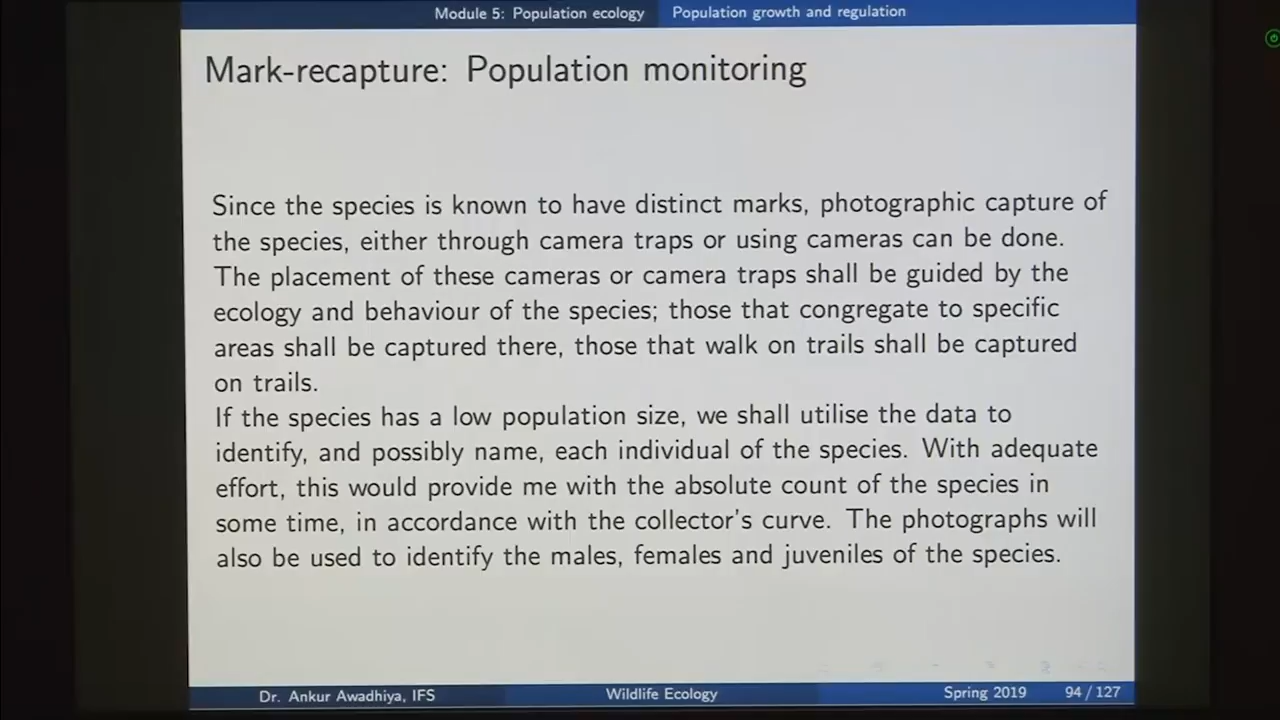 Module 5: Population ecology Population growth and regulation
Mark-recapture: Population monitoring
Since the species is known to have distinct marks, photographic capture of
the species, either through camera traps or using cameras can be done.
The placement of these cameras or camera traps shall be guided by the
ecology and behaviour of the species; those that congregate to specific
areas shall be captured there, those that walk on trails shall be captured
on trails.
If the species has a low population size, we shall utilise the data to
identify, and possibly name, each individual of the species. With adequate
effort, this would provide me with the absolute count of the species in
some time, in accordance with the collector's curve. The photographs will
also be used to identify the males, females and juveniles of the species.
Dr. Ankur Awadhiya, IFS Wildlife Ecology Spring 2019 94 / 127